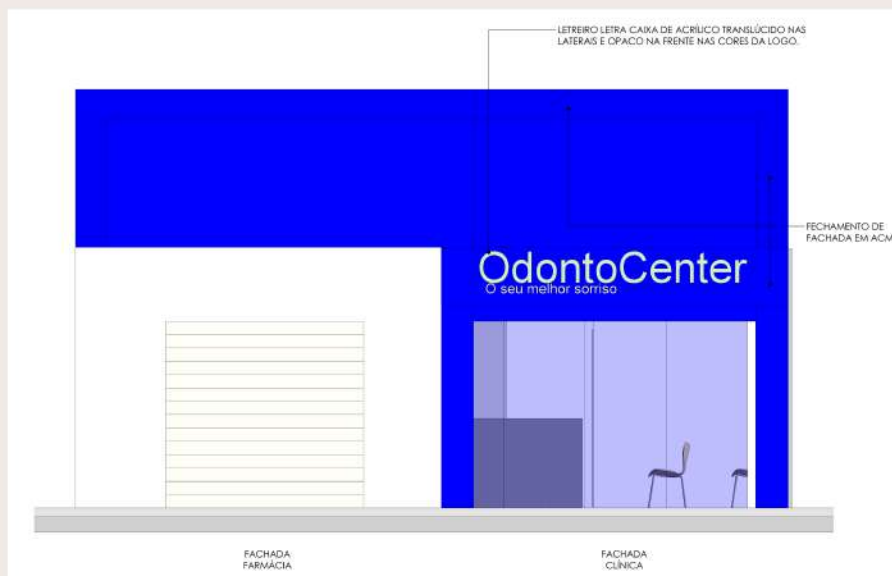 LETREIRO LETRA CAIXA DE ACRÍLICO TRANSLÚCIDO NAS
LATERAIS E OPACO NA FRENTE NAS CORES DA LOGO.
FECHAMENTO DE
FACHADA EM ACM
OdontoCenter
O seu melhor sorriso
FACHADA
FARMÁCIA
FACHADA
CLÍNICA